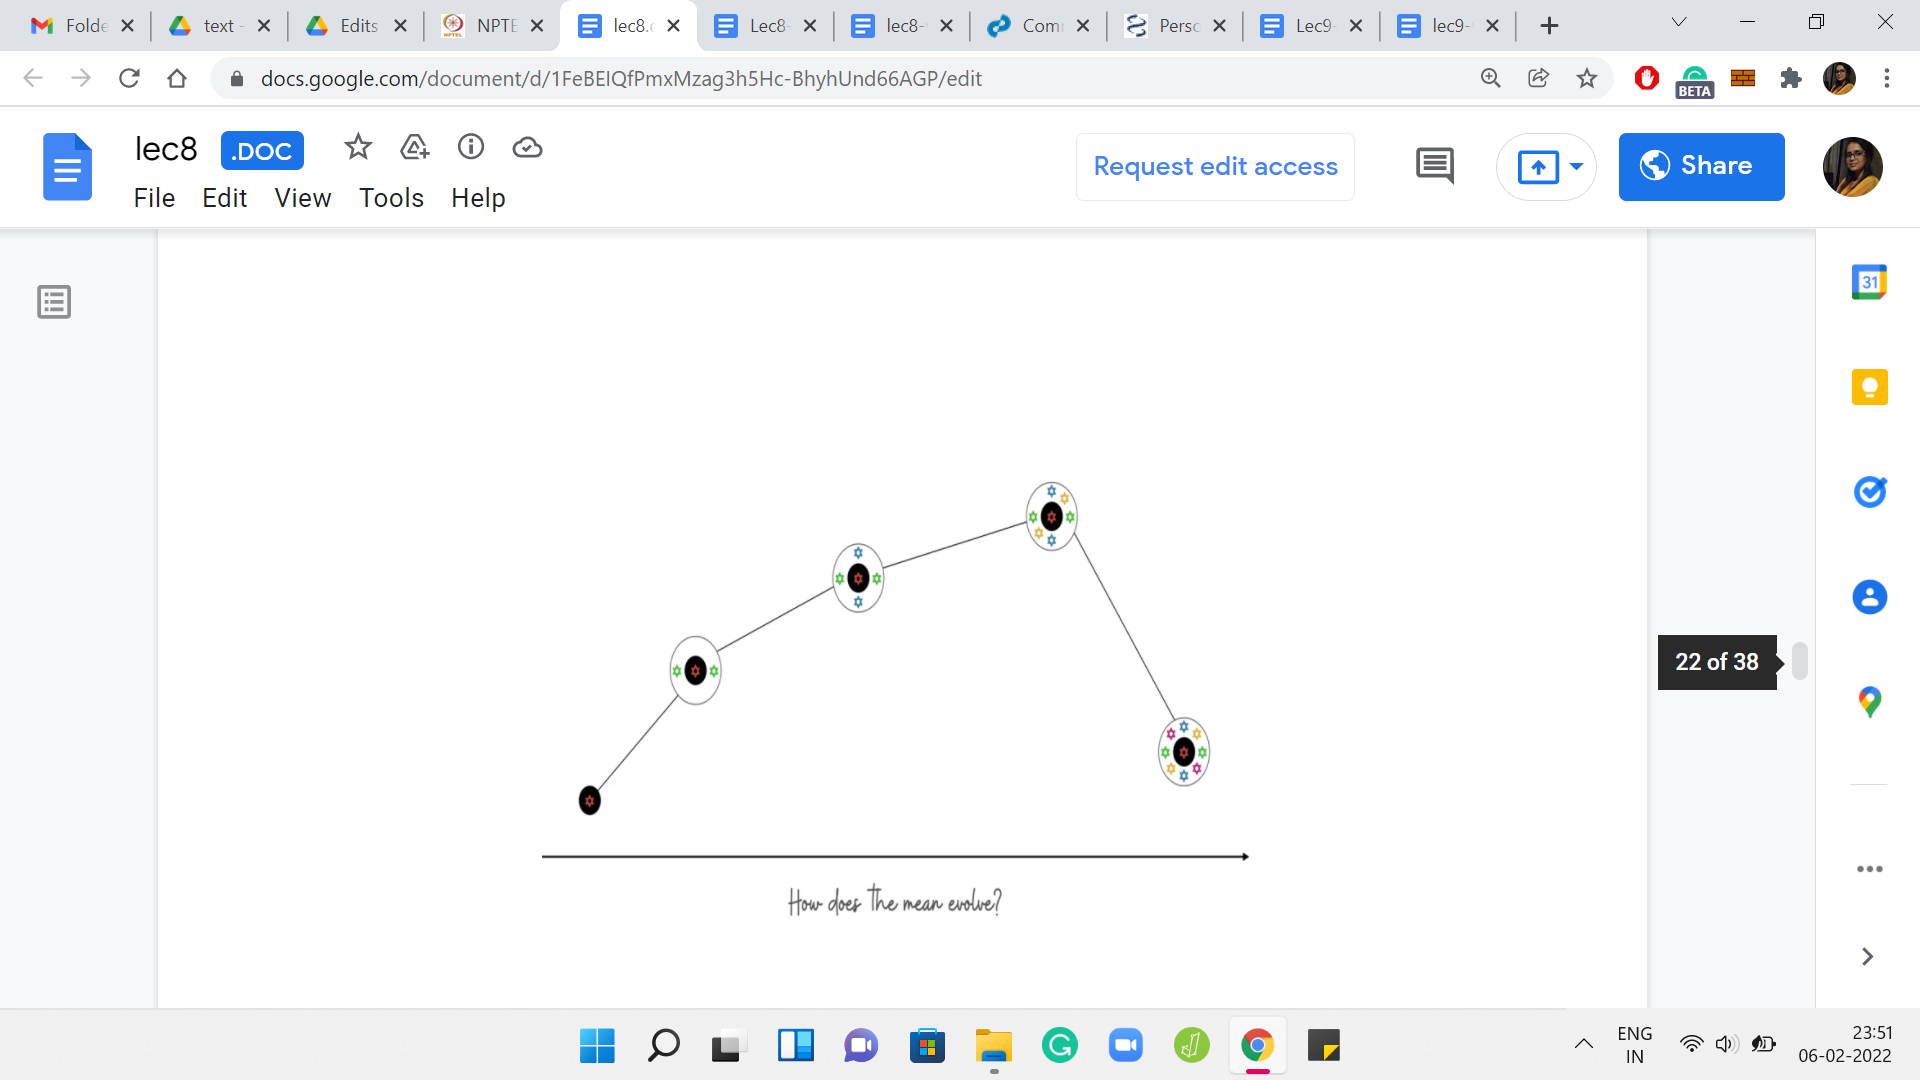 Folde
text -
Edits
NPTE
lec8.
Lec8-
lec8-
Com
Perso
Lec9-
lec9-
docs.google.com/document/d/1FeBEIQfPmxMzag3h5Hc-BhyhUnd66AGP/edit
BETA
lec8 .DOC
File Edit View Tools Help
Request edit access
Share
31
22 of 38
How does the mean evolve?
ENG
IN
23:51
06-02-2022